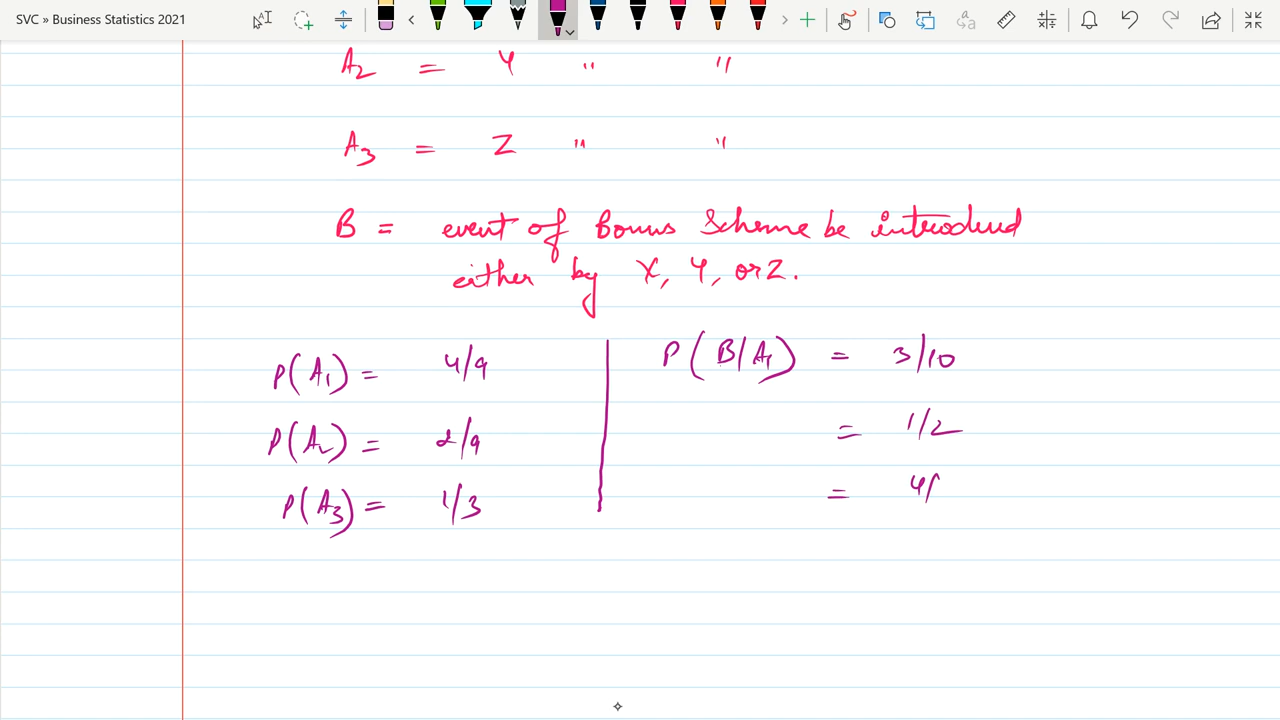 SVC » Business Statistics 2021
A2 = Y " "
A3 = Z " "
B = event of Bonus Scheme be introduced
either by X, Y, or Z.
P(A1) = 4/9
P(A2) = 2/9
P(A3) = 1/3
P(B/A1) = 3/10
= 1/2
= 4/